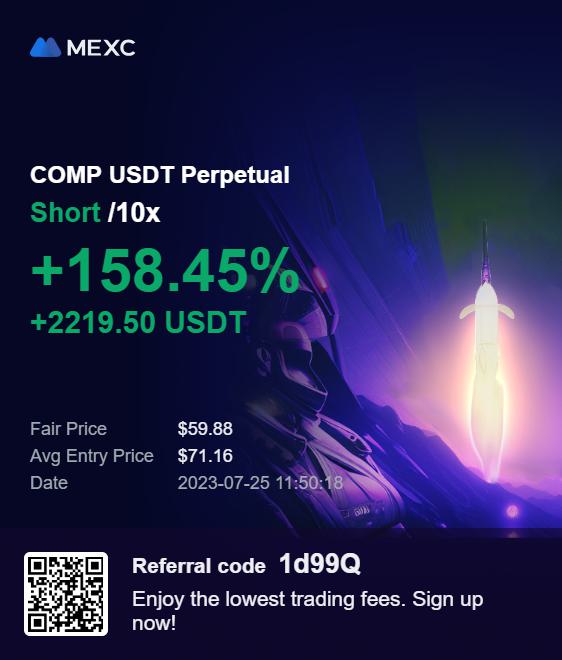 MEXC
COMP USDT Perpetual
Short /10x
+158.45%
+2219.50 USDT
Fair Price $59.88
Avg Entry Price $71.16
Date 2023-07-25 11:50:18
Referral code 1d99Q
Enjoy the lowest trading fees. Sign up
now!